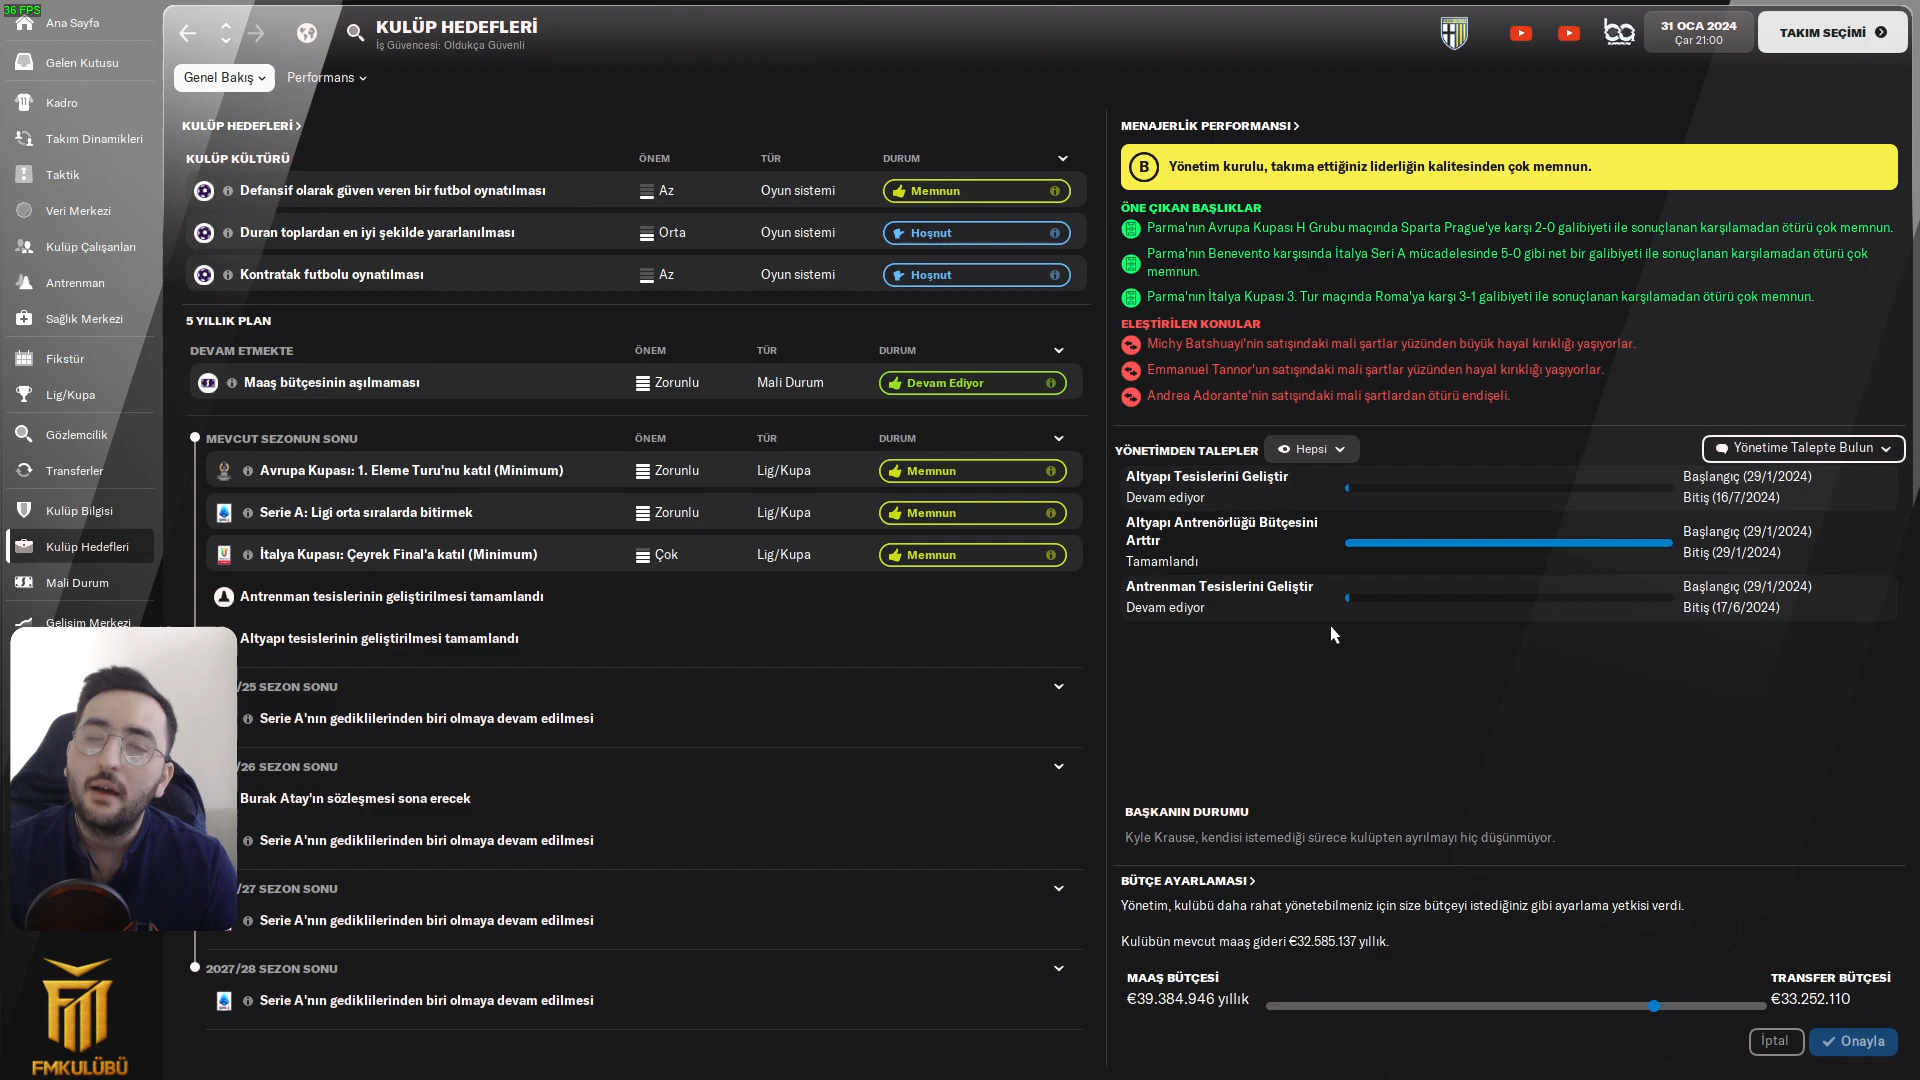 36 FPS
Ana Sayfa
Gelen Kutusu
Kadro
Takım Dinamikleri
Taktik
Veri Merkezi
Kulüp Çalışanları
Antrenman
Sağlık Merkezi
Fikstür
Lig/Kupa
Gözlemcilik
Transferler
Kulüp Bilgisi
Kulüp Hedefleri
Mali Durum
Gelişim Merkezi
FMKULÜBÜ
KULÜP HEDEFLERİ
İş Güvencesi: Oldukça Güvenli
31 OCA 2024
Çar 21:00
TAKIM SEÇİMİ
Genel Bakış
Performans
KULÜP HEDEFLERİ
KULÜP KÜLTÜRÜ ÖNEM TÜR DURUM
Defansif olarak güven veren bir futbol oynatılması Az Oyun sistemi Memnun
Duran toplardan en iyi şekilde yararlanılması Orta Oyun sistemi Hoşnut
Kontratak futbolu oynatılması Az Oyun sistemi Hoşnut
5 YILLIK PLAN
DEVAM ETMEKTE ÖNEM TÜR DURUM
Maaş bütçesinin aşılmaması Zorunlu Mali Durum Devam Ediyor
MEVCUT SEZONUN SONU ÖNEM TÜR DURUM
Avrupa Kupası: 1. Eleme Turu'nu katıl (Minimum) Zorunlu Lig/Kupa Memnun
Serie A: Ligi orta sıralarda bitirmek Zorunlu Lig/Kupa Memnun
İtalya Kupası: Çeyrek Final'a katıl (Minimum) Çok Lig/Kupa Memnun
Antrenman tesislerinin geliştirilmesi tamamlandı
Altyapı tesislerinin geliştirilmesi tamamlandı
/25 SEZON SONU
Serie A'nın gediklilerinden biri olmaya devam edilmesi
/26 SEZON SONU
Burak Atay'ın sözleşmesi sona erecek
Serie A'nın gediklilerinden biri olmaya devam edilmesi
/27 SEZON SONU
Serie A'nın gediklilerinden biri olmaya devam edilmesi
2027/28 SEZON SONU
Serie A'nın gediklilerinden biri olmaya devam edilmesi
MENAJERLİK PERFORMANSI
B Yönetim kurulu, takıma ettiğiniz liderliğin kalitesinden çok memnun.
ÖNE ÇIKAN BAŞLIKLAR
Parma'nın Avrupa Kupası H Grubu maçında Sparta Prague'ye karşı 2-0 galibiyeti ile sonuçlanan karşılamadan ötürü çok memnun.
Parma'nın Benevento karşısında İtalya Seri A mücadelesinde 5-0 gibi net bir galibiyeti ile sonuçlanan karşılamadan ötürü çok
memnun.
Parma'nın İtalya Kupası 3. Tur maçında Roma'ya karşı 3-1 galibiyeti ile sonuçlanan karşılamadan ötürü çok memnun.
ELEŞTİRİLEN KONULAR
Michy Batshuayi'nin satışındaki mali şartlar yüzünden büyük hayal kırıklığı yaşıyorlar.
Emmanuel Tannor'un satışındaki mali şartlar yüzünden hayal kırıklığı yaşıyorlar.
Andrea Adorante'nin satışındaki mali şartlardan ötürü endişeli.
YÖNETİMDEN TALEPLER Hepsi Yönetime Talepte Bulun
Altyapı Tesislerini Geliştir Başlangıç (29/1/2024)
Devam ediyor Bitiş (16/7/2024)
Altyapı Antrenörlüğü Bütçesini
Arttır Başlangıç (29/1/2024)
Tamamlandı Bitiş (29/1/2024)
Antrenman Tesislerini Geliştir Başlangıç (29/1/2024)
Devam ediyor Bitiş (17/6/2024)
BAŞKANIN DURUMU
Kyle Krause, kendisi istemediği sürece kulüpten ayrılmayı hiç düşünmüyor.
BÜTÇE AYARLAMASI
Yönetim, kulübü daha rahat yönetebilmeniz için size bütçeyi istediğiniz gibi ayarlama yetkisi verdi.
Kulübün mevcut maaş gideri €32.585.137 yıllık.
MAAŞ BÜTÇESİ TRANSFER BÜTÇESİ
€39.384.946 yıllık €33.252.110
İptal Onayla